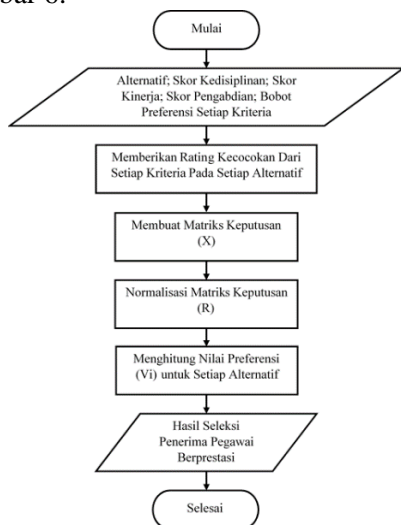 Mulai
Alternatif; Skor Kedisiplinan; Skor
Kinerja; Skor Pengabdian; Bobot
Preferensi Setiap Kriteria
Memberikan Rating Kecocokan Dari
Setiap Kriteria Pada Setiap Alternatif
Membuat Matriks Keputusan
(X)
Normalisasi Matriks Keputusan
(R)
Menghitung Nilai Preferensi
(Vi) untuk Setiap Alternatif
Hasil Seleksi
Penerima Pegawai
Berprestasi
Selesai